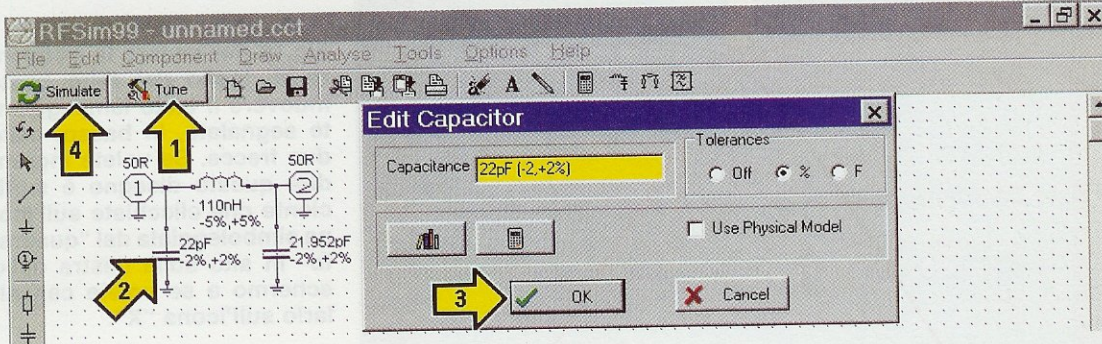 RFSim99 - unnamed.cct
File Edit Component Draw Analyse Tools Options Help
Simulate Tune A
4 1
Edit Capacitor
Capacitance 22pF (-2,+2%)
Tolerances
Off % F
Use Physical Model
3 OK Cancel
50R 50R
1 2
110nH
-5%,+5%
22pF 21.952pF
-2%,+2% -2%,+2%
2
1